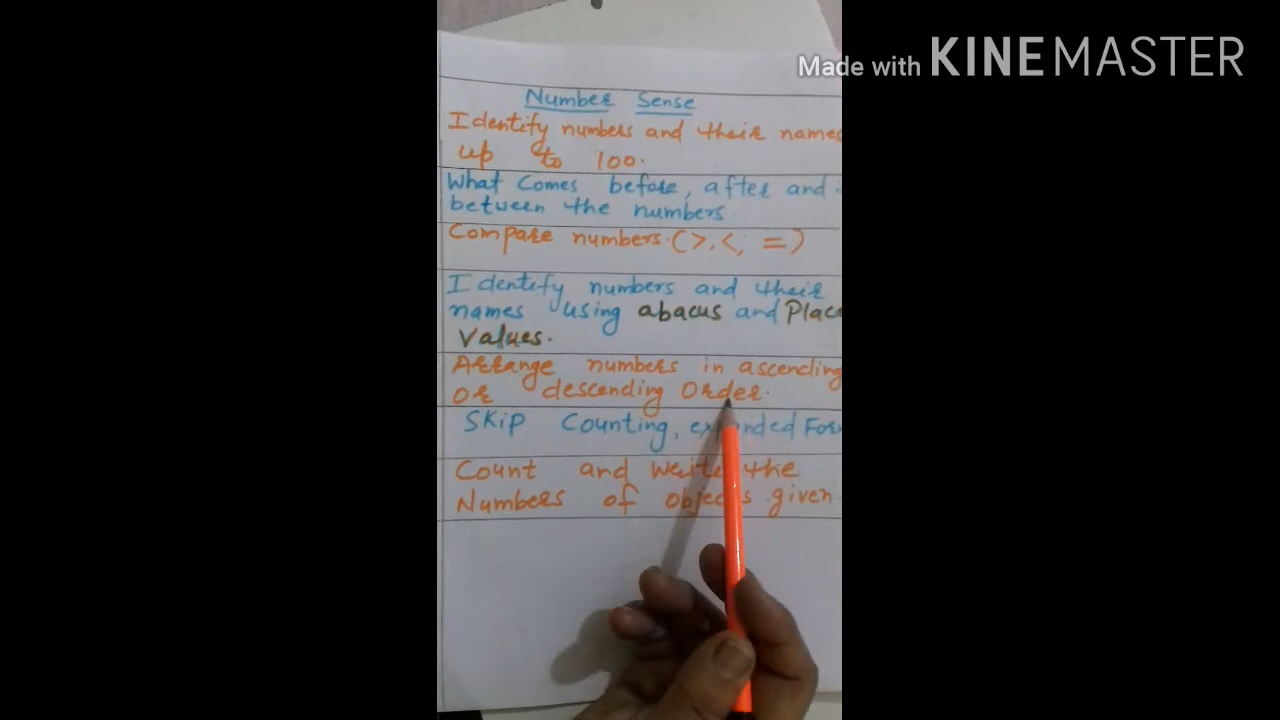 Made with KINEMASTER
Number Sense
Identify numbers and their names
up to 100.
What Comes before, after and
between the numbers.
Compare numbers. (>, <, =)
Identify numbers and their
names using abacus and Place
Values.
Arrange numbers in ascending
or descending Order.
Skip Counting, For
Count and Write the
Numbers of objects given